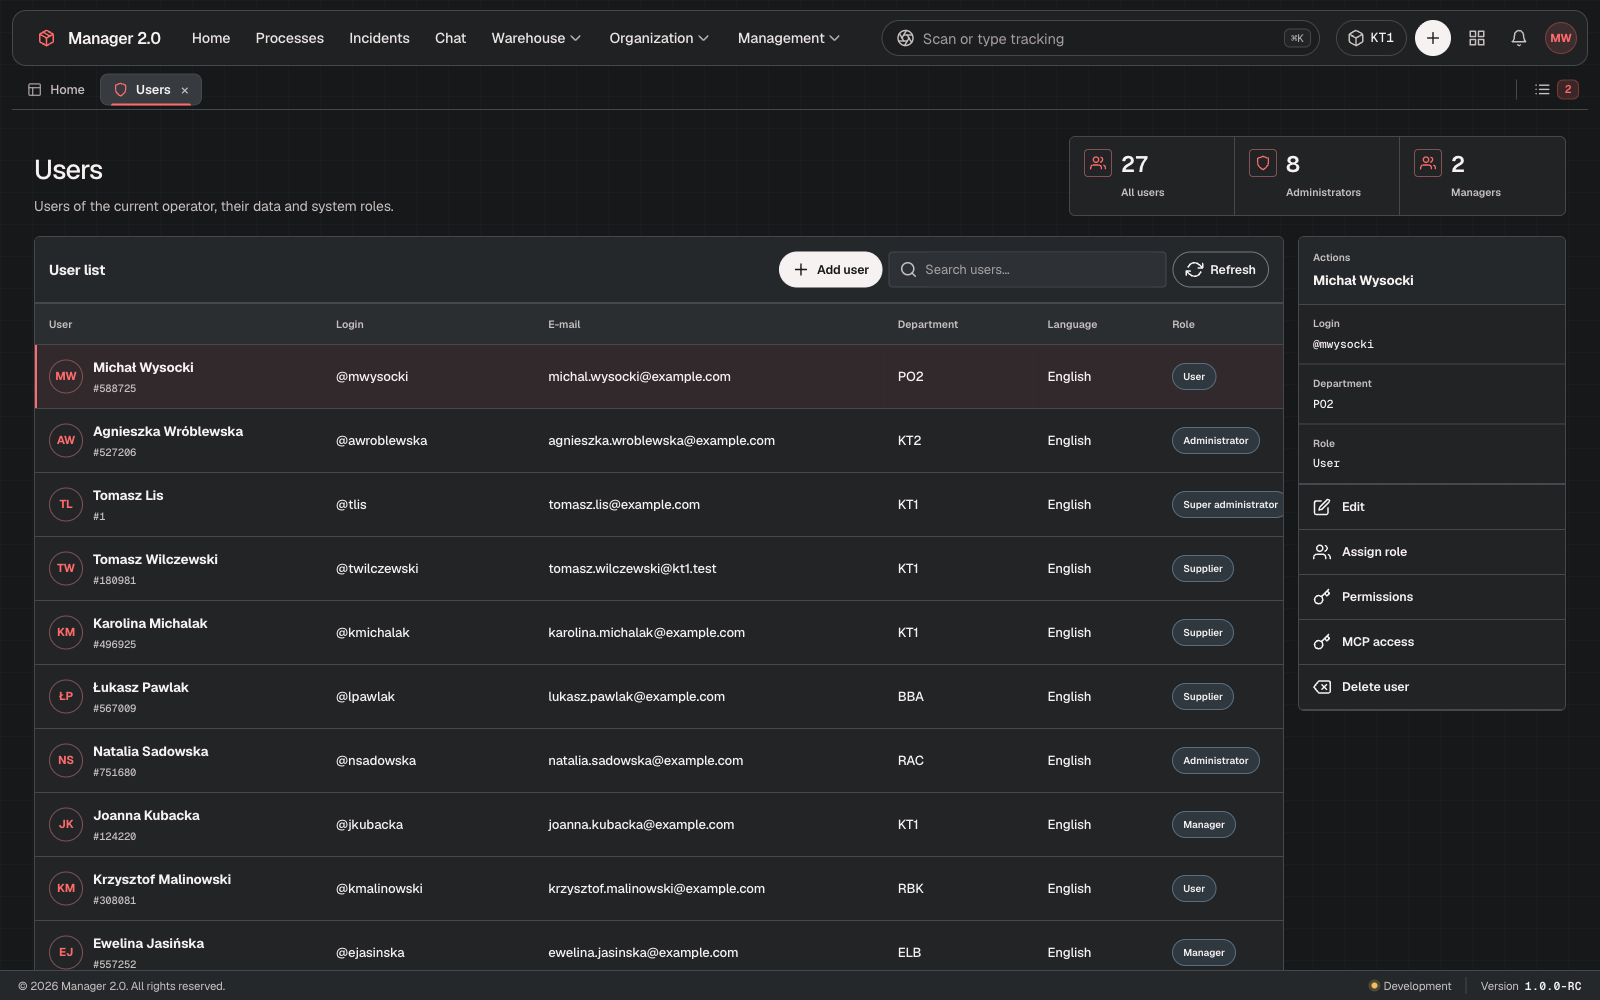 Manager 2.0
Home
Processes
Incidents
Chat
Warehouse
Organization
Management
Scan or type tracking
⌘K
KT1
MW
Home
Users
2
Users
Users of the current operator, their data and system roles.
27
All users
8
Administrators
2
Managers
User list
Add user
Search users...
Refresh
User Login E-mail Department Language Role
MW Michał Wysocki #588725 @mwysocki michal.wysocki@example.com PO2 English User
AW Agnieszka Wróblewska #527206 @awroblewska agnieszka.wroblewska@example.com KT2 English Administrator
TL Tomasz Lis #1 @tlis tomasz.lis@example.com KT1 English Super administrator
TW Tomasz Wilczewski #180981 @twilczewski tomasz.wilczewski@kt1.test KT1 English Supplier
KM Karolina Michalak #496925 @kmichalak karolina.michalak@example.com KT1 English Supplier
ŁP Łukasz Pawlak #567009 @lpawlak lukasz.pawlak@example.com BBA English Supplier
NS Natalia Sadowska #751680 @nsadowska natalia.sadowska@example.com RAC English Administrator
JK Joanna Kubacka #124220 @jkubacka joanna.kubacka@example.com KT1 English Manager
KM Krzysztof Malinowski #308081 @kmalinowski krzysztof.malinowski@example.com RBK English User
EJ Ewelina Jasińska #557252 @ejasinska ewelina.jasinska@example.com ELB English Manager
Actions
Michał Wysocki
Login
@mwysocki
Department
PO2
Role
User
Edit
Assign role
Permissions
MCP access
Delete user
© 2026 Manager 2.0. All rights reserved.
Development
Version 1.0.0-RC